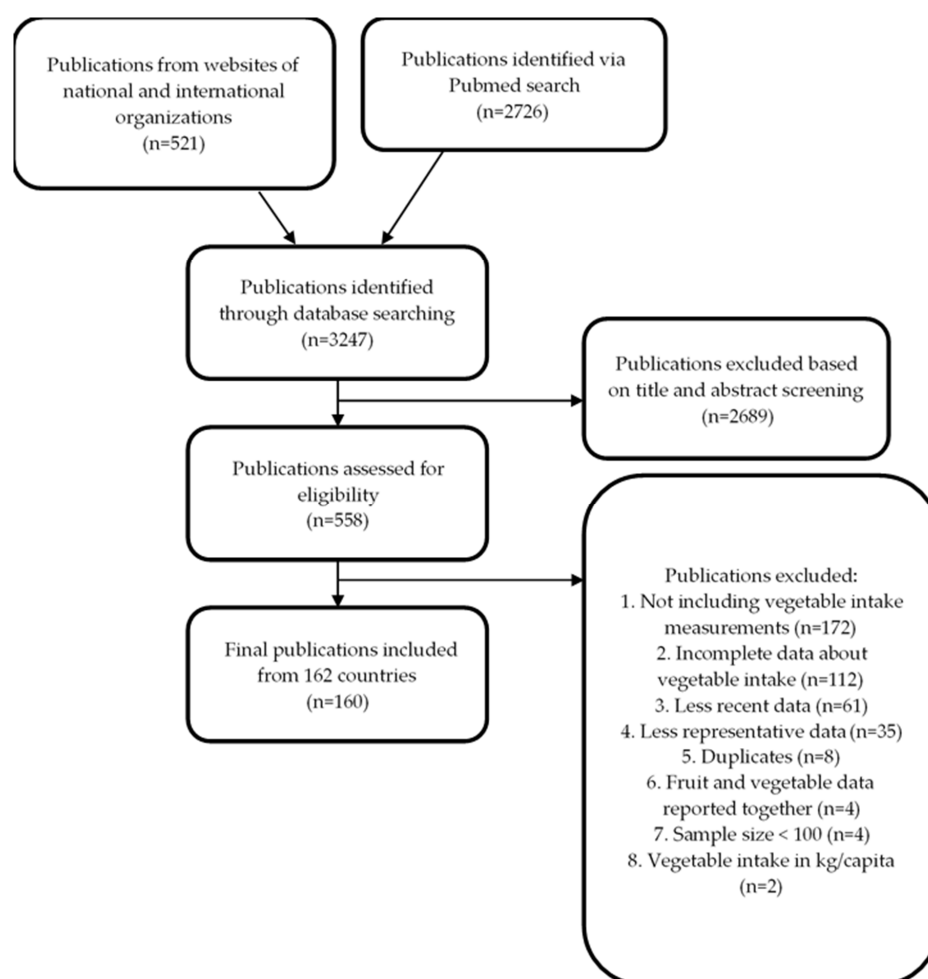 Publications from websites of
national and international
organizations
(n=521)
Publications identified via
Pubmed search
(n=2726)
Publications identified
through database searching
(n=3247)
Publications excluded based
on title and abstract screening
(n=2689)
Publications assessed for
eligibility
(n=558)
Publications excluded:
1. Not including vegetable intake
measurements (n=172)
2. Incomplete data about
vegetable intake (n=112)
3. Less recent data (n=61)
4. Less representative data (n=35)
5. Duplicates (n=8)
6. Fruit and vegetable data
reported together (n=4)
7. Sample size < 100 (n=4)
8. Vegetable intake in kg/capita
(n=2)
Final publications included
from 162 countries
(n=160)